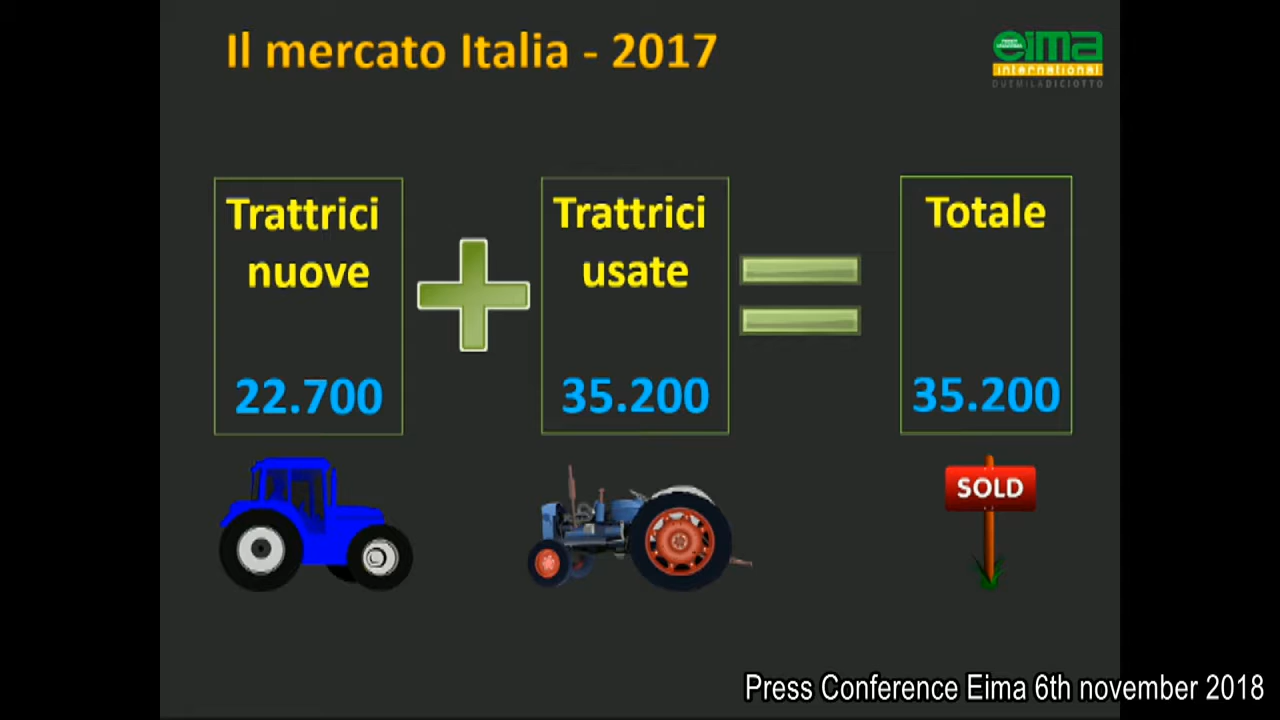 Il mercato Italia - 2017
eima
international
DUEMILADICIOTTO
Trattrici
nuove
22.700
Trattrici
usate
35.200
Totale
35.200
SOLD
Press Conference Eima 6th november 2018